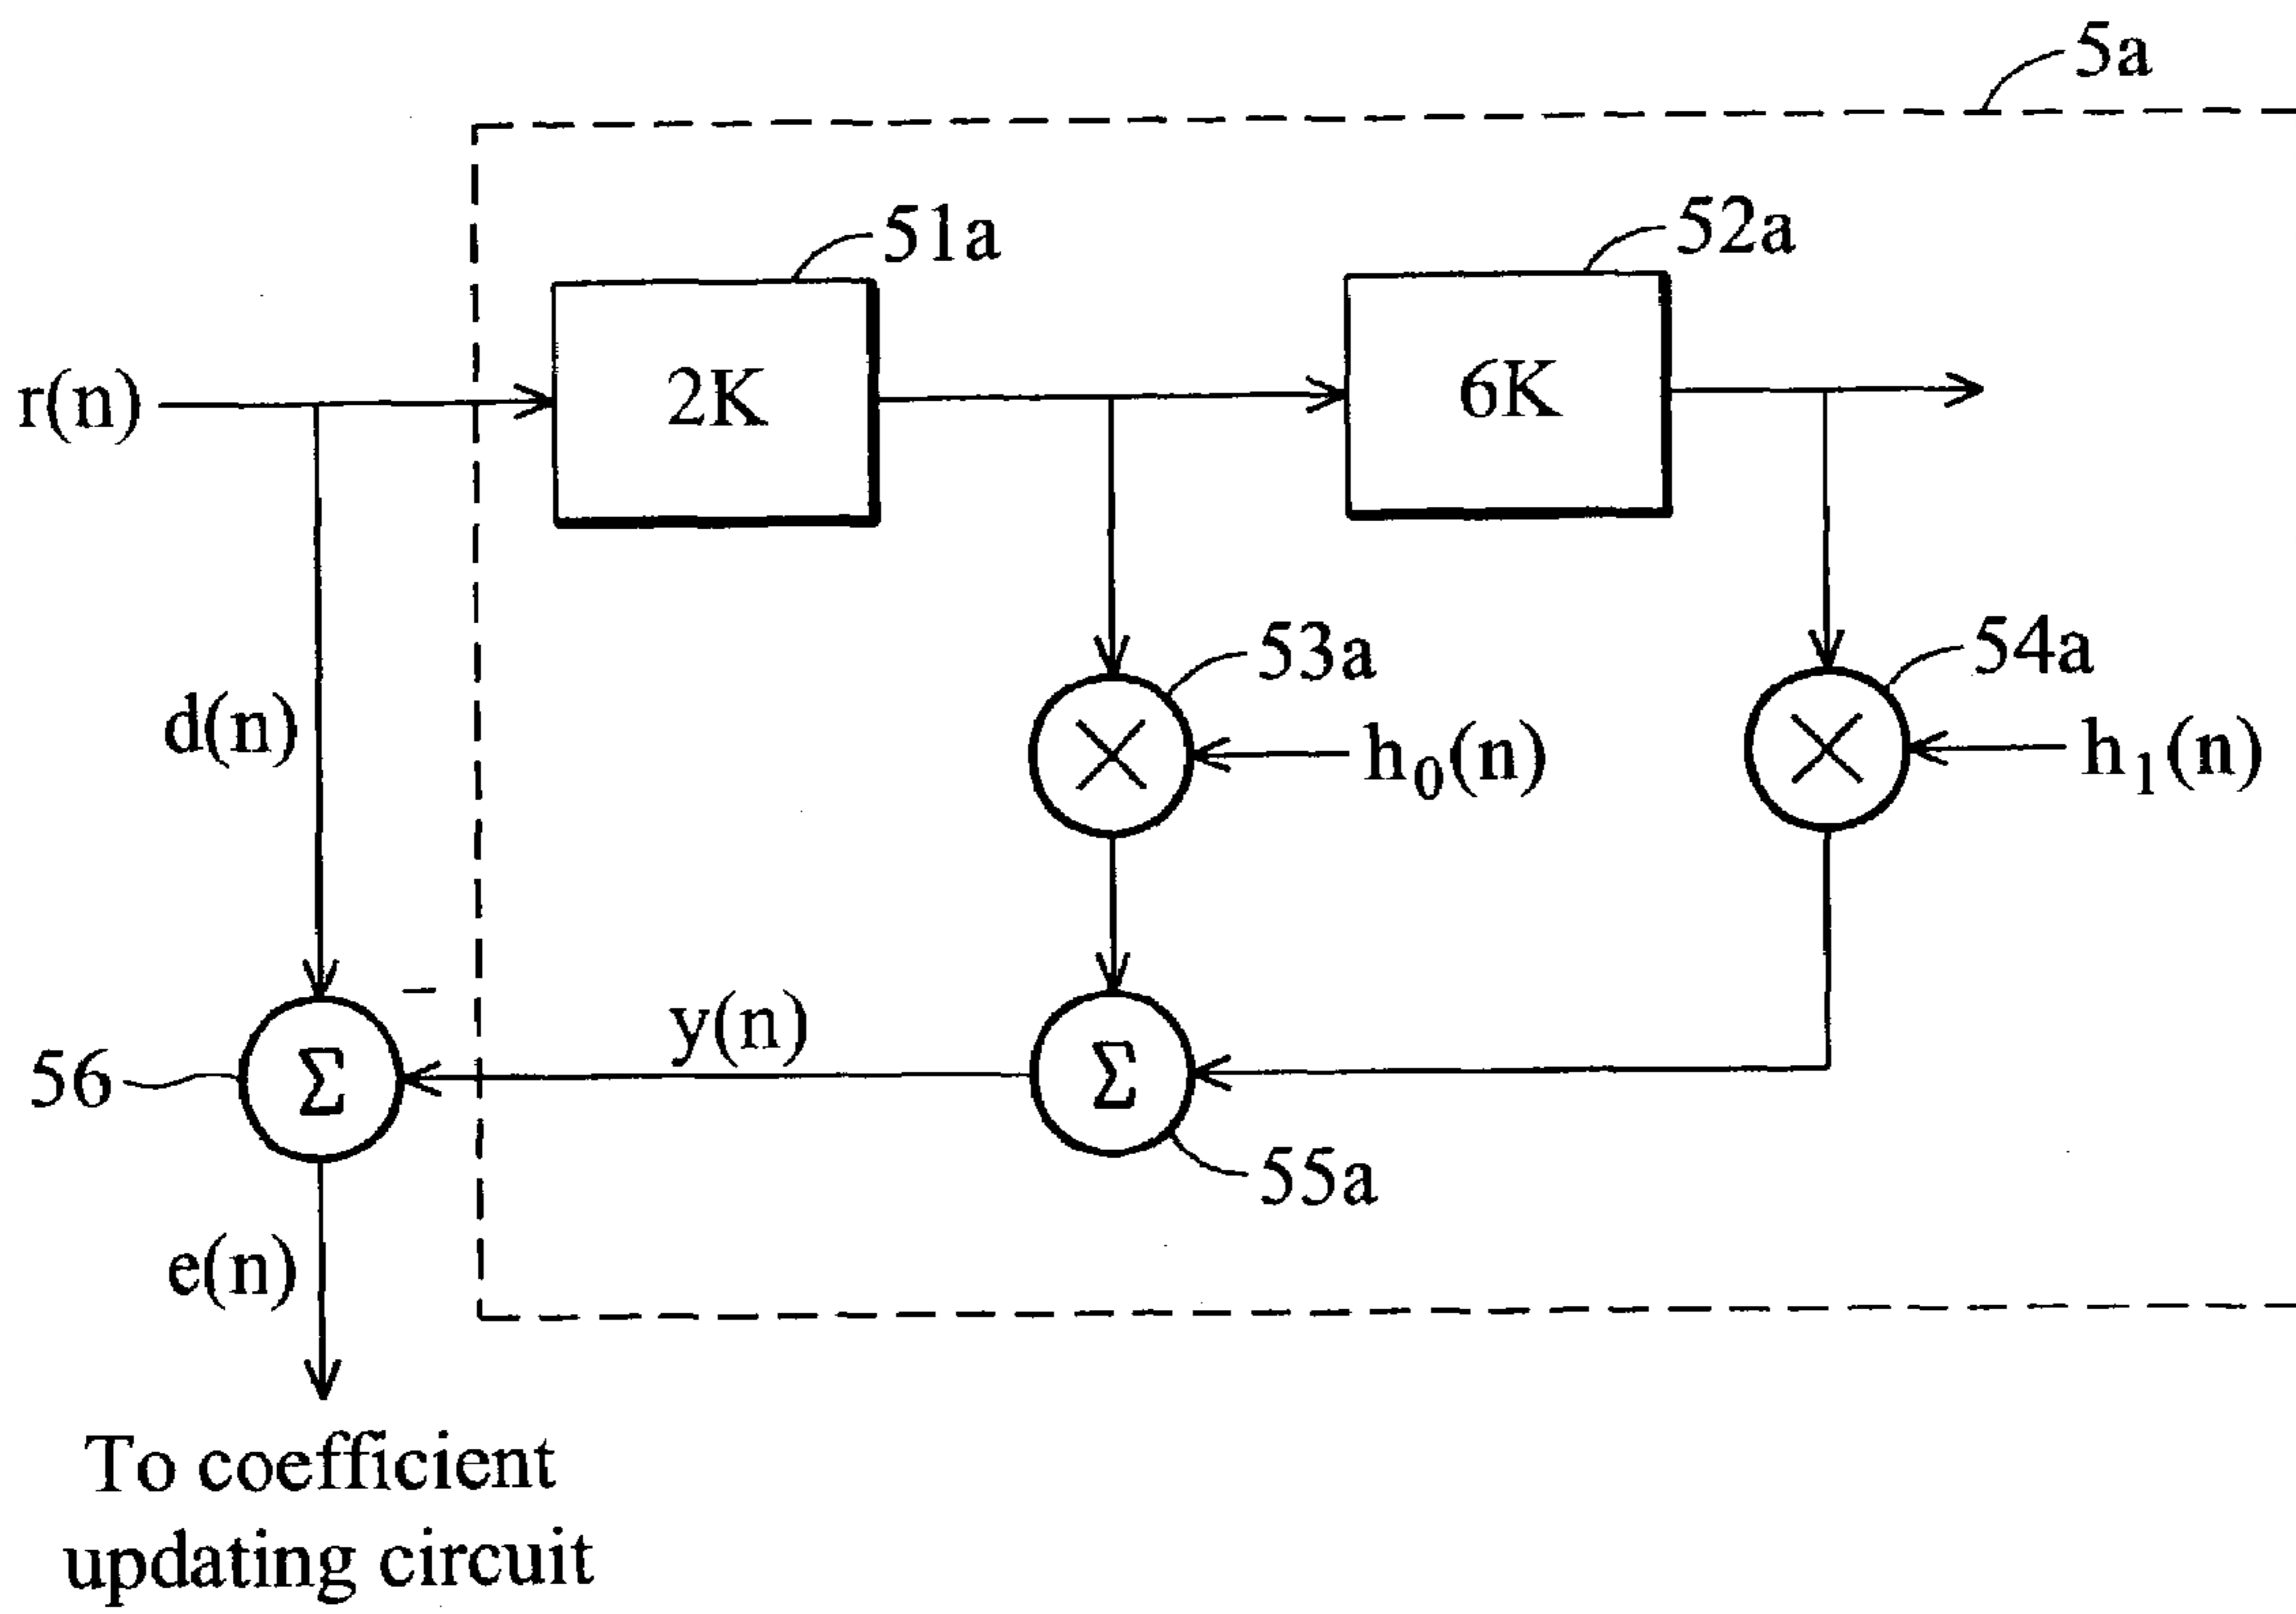 5a
51a
52a
2K
6K
r(n)
53a
54a
d(n)
h₀(n)
h₁(n)
−
y(n)
56
Σ
Σ
55a
e(n)
To coefficient
updating circuit